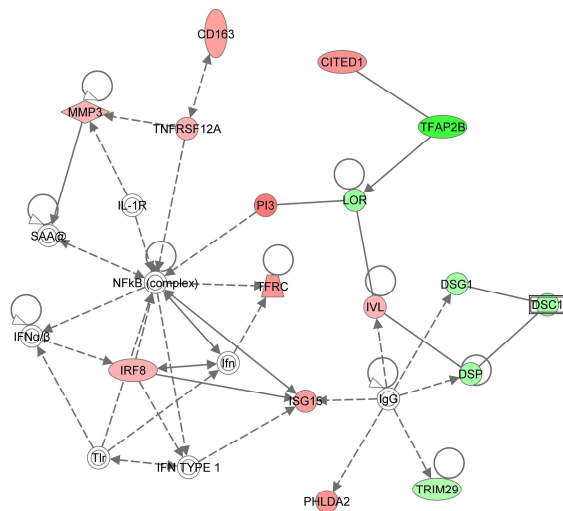 CD163
CITED1
MMP3
TNFRSF12A
TFAP2B
IL-1R
PI3
LOR
SAA@
NFkB (complex)
TFRC
DSG1
DSC1
IVL
IFNα/β
IRF8
Ifn
DSP
ISG15
IgG
Tlr
IFN TYPE 1
TRIM29
PHLDA2